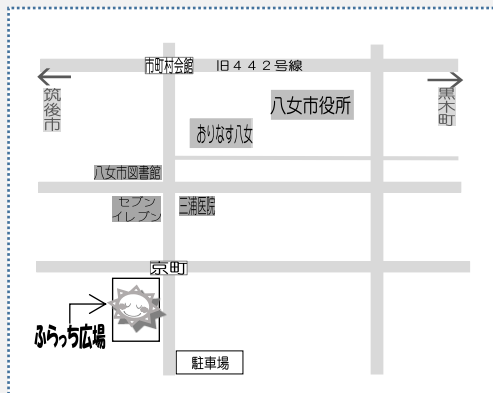 市町村会館
旧４４２号線
筑後市
黒木町
八女市役所
おりなす八女
八女市図書館
セブン
イレブン
三浦医院
京町
ふらっち広場
駐車場